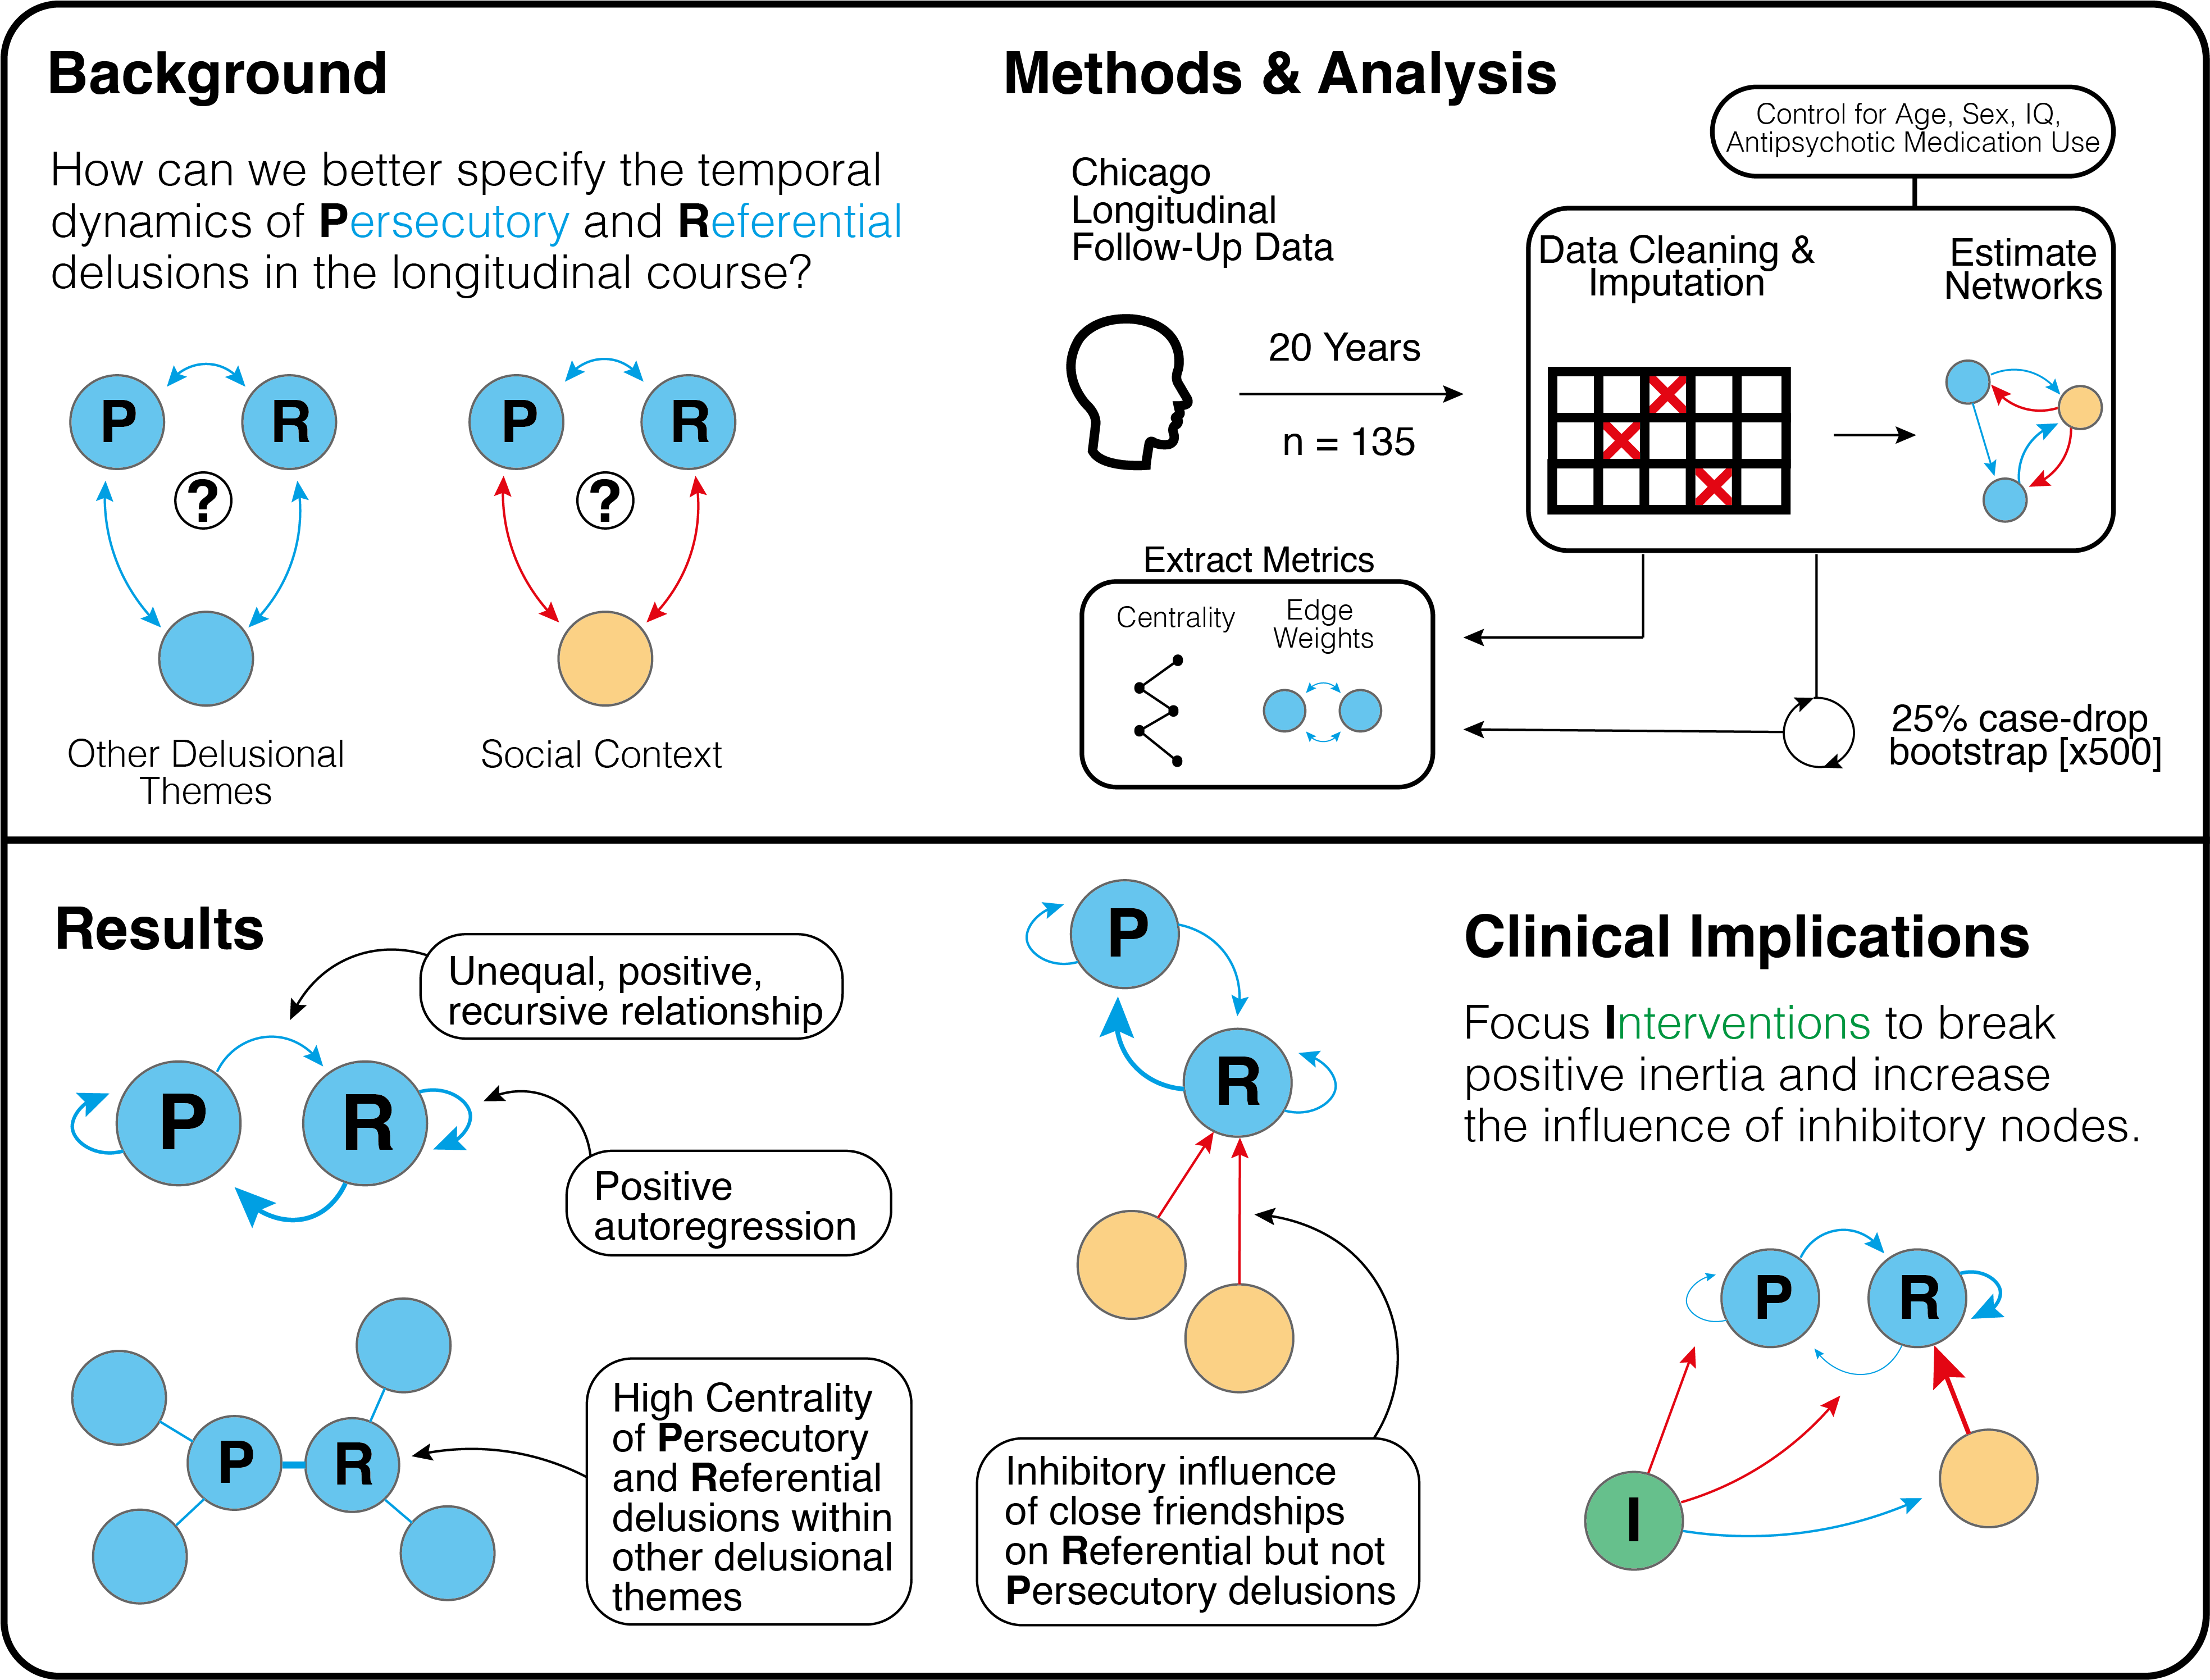 Background
How can we better specify the temporal
dynamics of Persecutory and Referential
delusions in the longitudinal course?
P
R
?
Other Delusional
Themes
P
R
?
Social Context
Methods & Analysis
Chicago
Longitudinal
Follow-Up Data
20 Years
n = 135
Control for Age, Sex, IQ,
Antipsychotic Medication Use
Data Cleaning &
Imputation
Estimate
Networks
Extract Metrics
Centrality
Edge
Weights
25% case-drop
bootstrap [x500]
Results
Unequal, positive,
recursive relationship
P
R
Positive
autoregression
P
R
High Centrality
of Persecutory
and Referential
delusions within
other delusional
themes
P
R
Inhibitory influence
of close friendships
on Referential but not
Persecutory delusions
Clinical Implications
Focus Interventions to break
positive inertia and increase
the influence of inhibitory nodes.
P
R
I